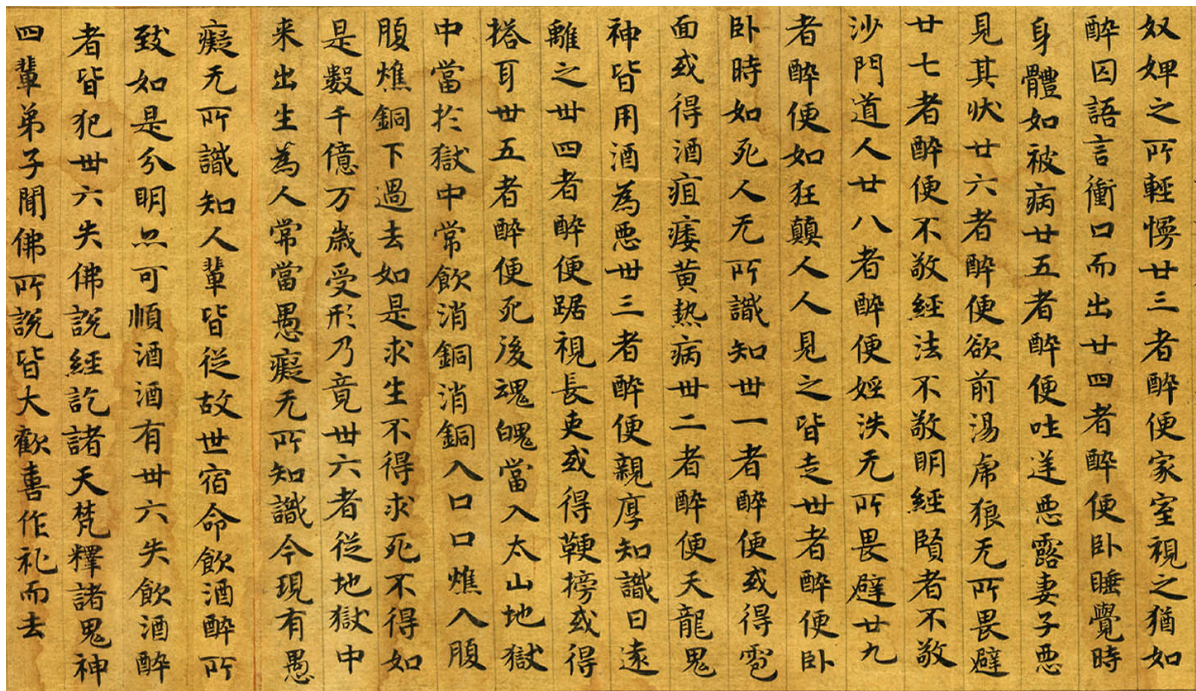 奴婢之所輕慢廿三者醉便家室視之猶如
醉囚語言衝口而出廿四者醉便卧睡覺時
身體如被病廿五者醉便吐逆惡露妻子惡
見其狀廿六者醉便欲前湯虎狼无所畏避
廿七者醉便不敬經法不敬明經賢者不敬
沙門道人廿八者醉便婬泆无所畏避廿九
者醉便如狂顛人人見之皆走卅者醉便卧
卧時如死人无所識知卅一者醉便或得皰
面或得酒疽痿黄热病卅二者醉便天龍鬼
神皆用酒為惡卅三者醉便親厚知識日遠
離之卅四者醉便踞視長吏或得鞕搒或得
搭耳卅五者醉便死後魂魄當入太山地獄
中當於獄中常飲消銅消銅入口口燋入腹
腹燋銅下過去如是求生不得求死不得如
是數千億万歲受形乃竟卅六者從地獄中
来出生為人常當愚癡无所知識今現有愚
癡无所識知人輩皆從故世宿命飲酒醉所
致如是分明亦可順酒酒有卅六失飲酒醉
者皆犯卅六失佛說經訖諸天梵釋諸鬼神
四輩弟子聞佛所說皆大歡喜作礼而去